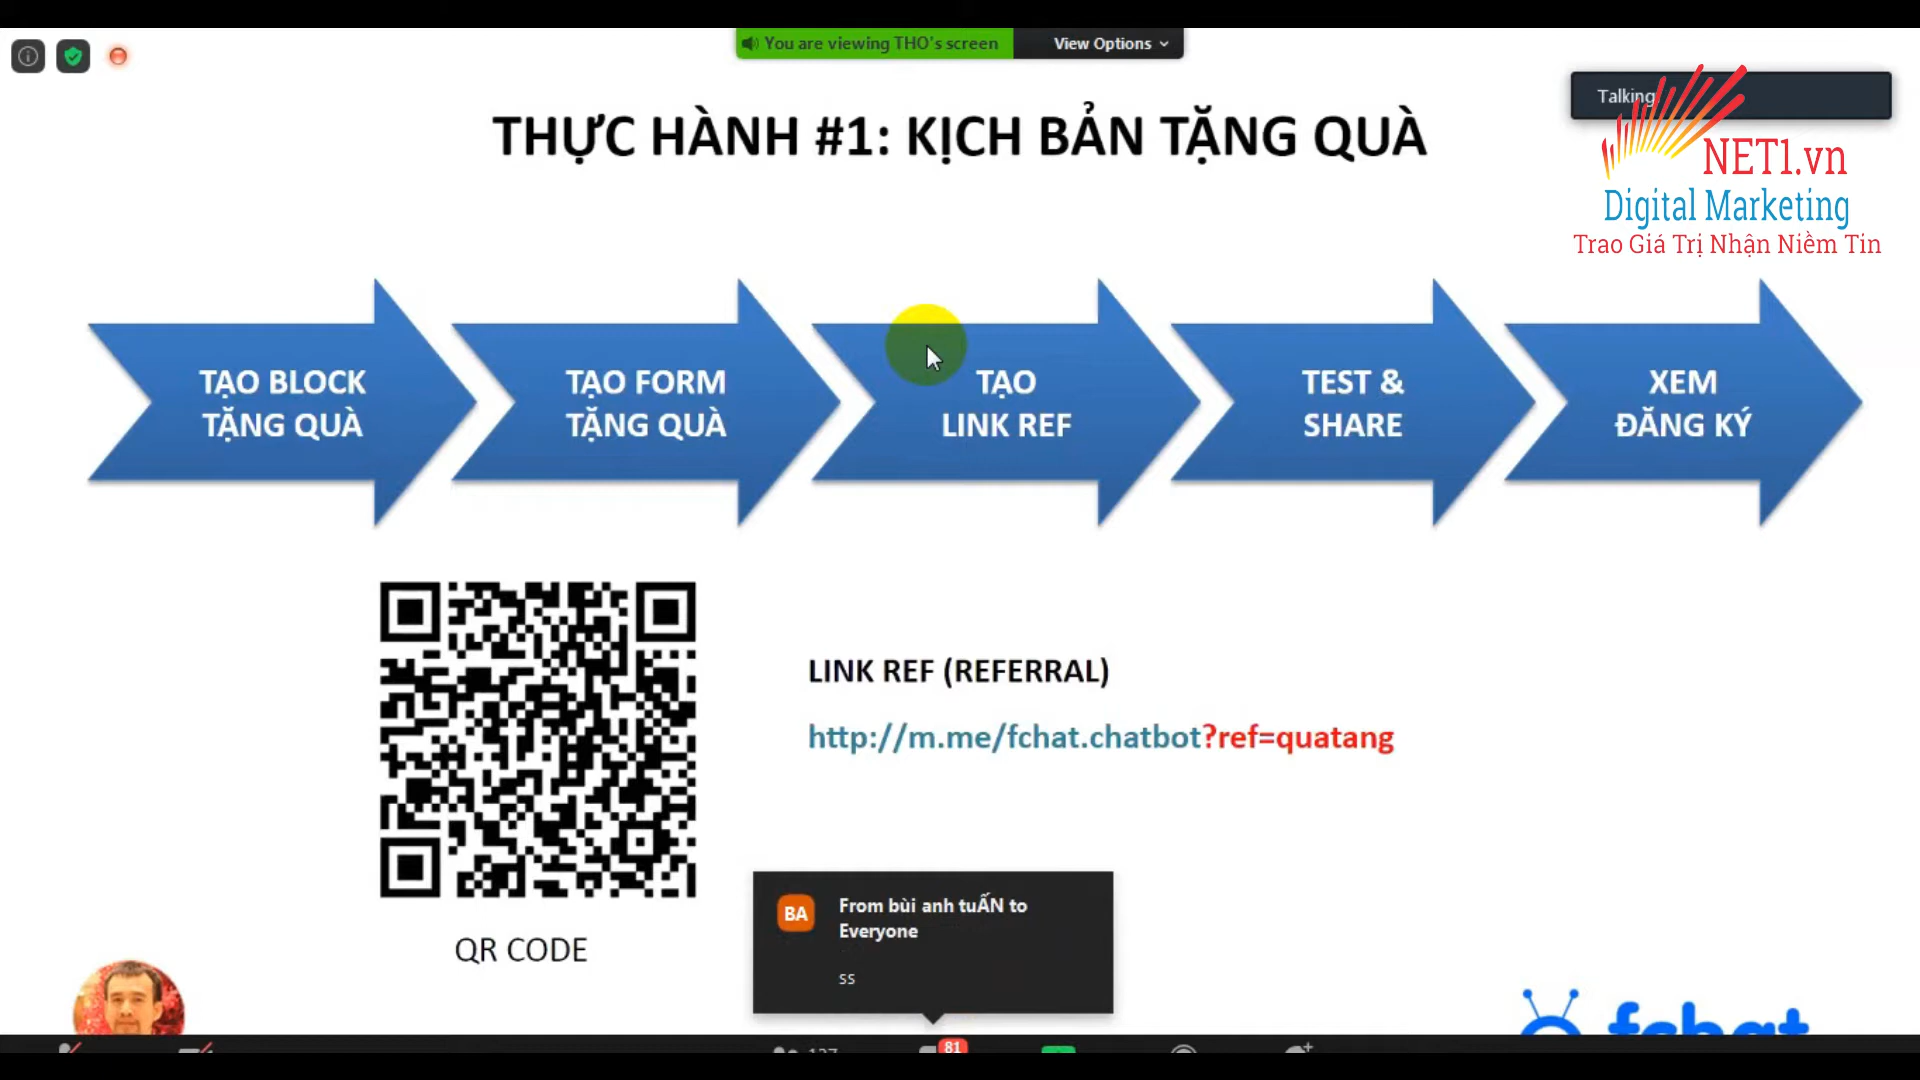 You are viewing THO's screen
View Options
Talking:
NET1.vn
Digital Marketing
Trao Giá Trị Nhận Niềm Tin
THỰC HÀNH #1: KỊCH BẢN TẶNG QUÀ
TẠO BLOCK
TẶNG QUÀ
TẠO FORM
TẶNG QUÀ
TẠO
LINK REF
TEST &
SHARE
XEM
ĐĂNG KÝ
LINK REF (REFERRAL)
http://m.me/fchat.chatbot?ref=quatang
QR CODE
BA
From bùi anh tuẤN to
Everyone
ss
fchat
81